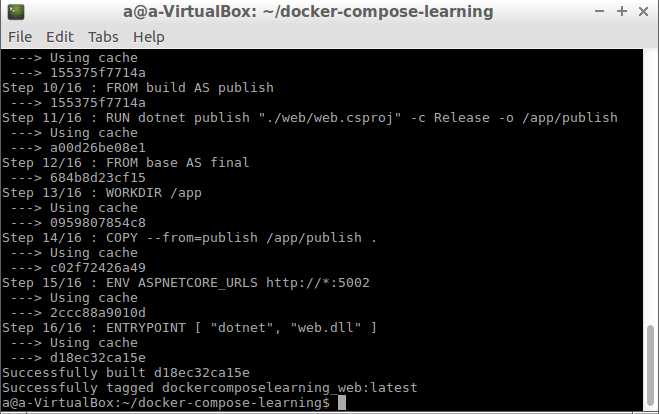 a@a-VirtualBox: ~/docker-compose-learning
File Edit Tabs Help
---> Using cache
---> 155375f7714a
Step 10/16 : FROM build AS publish
---> 155375f7714a
Step 11/16 : RUN dotnet publish "./web/web.csproj" -c Release -o /app/publish
---> Using cache
---> a00d26be08e1
Step 12/16 : FROM base AS final
---> 684b8d23cf15
Step 13/16 : WORKDIR /app
---> Using cache
---> 0959807854c8
Step 14/16 : COPY --from=publish /app/publish .
---> Using cache
---> c02f72426a49
Step 15/16 : ENV ASPNETCORE_URLS http://*:5002
---> Using cache
---> 2ccc88a9010d
Step 16/16 : ENTRYPOINT [ "dotnet", "web.dll" ]
---> Using cache
---> d18ec32ca15e
Successfully built d18ec32ca15e
Successfully tagged dockercomposelearning_web:latest
a@a-VirtualBox:~/docker-compose-learning$